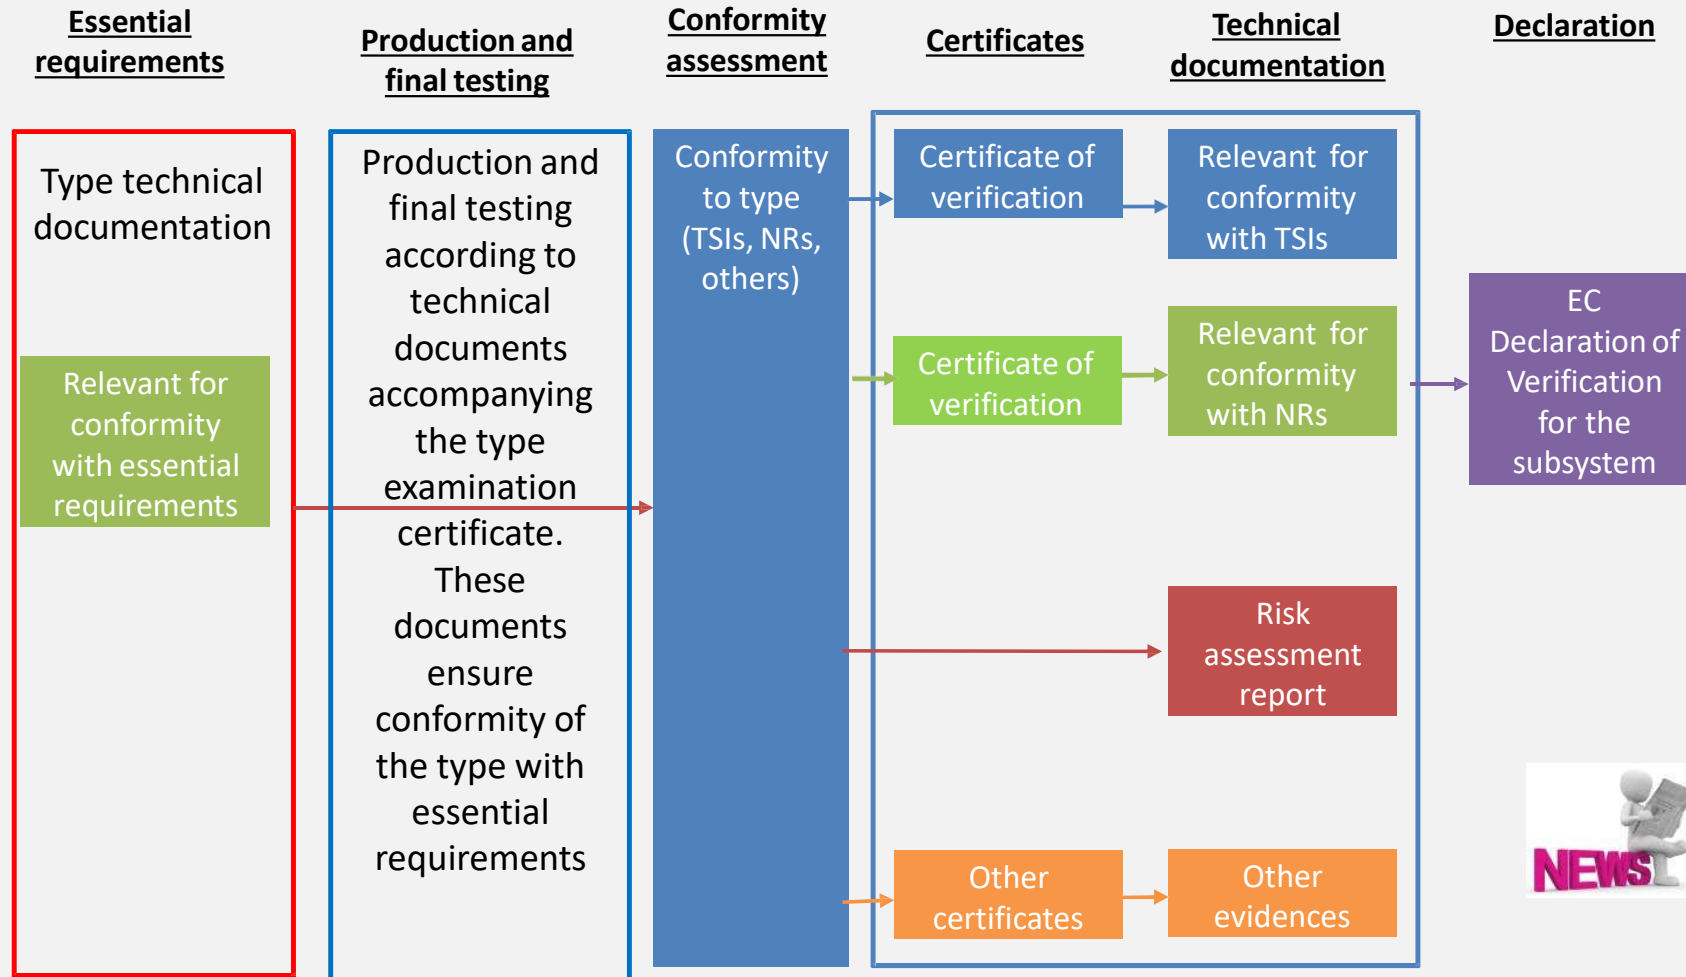 Essential
requirements
Production and
final testing
Conformity
assessment
Certificates
Technical
documentation
Declaration
Type technical
documentation
Relevant for
conformity
with essential
requirements
Production and
final testing
according to
technical
documents
accompanying
the type
examination
certificate.
These
documents
ensure
conformity of
the type with
essential
requirements
Conformity
to type
(TSIs, NRs,
others)
Certificate of
verification
Relevant for
conformity
with TSIs
Certificate of
verification
Relevant for
conformity
with NRs
Risk
assessment
report
Other
certificates
Other
evidences
EC
Declaration of
Verification
for the
subsystem
NEWS